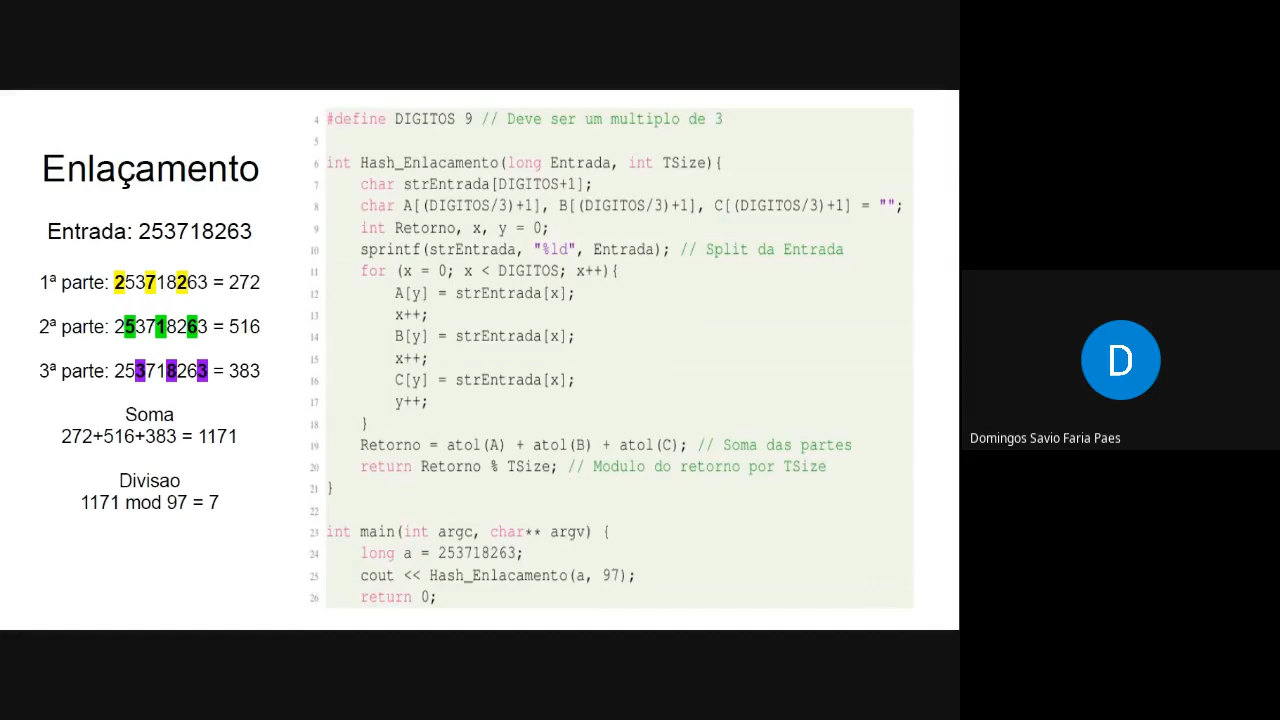 Enlaçamento
Entrada: 253718263
1ª parte: 253718263 = 272
2ª parte: 253718263 = 516
3ª parte: 253718263 = 383
Soma
272+516+383 = 1171
Divisao
1171 mod 97 = 7
4 #define DIGITOS 9 // Deve ser um multiplo de 3
5
6 int Hash_Enlacamento(long Entrada, int TSize){
7 char strEntrada[DIGITOS+1];
8 char A[(DIGITOS/3)+1], B[(DIGITOS/3)+1], C[(DIGITOS/3)+1] = "";
9 int Retorno, x, y = 0;
10 sprintf(strEntrada, "%ld", Entrada); // Split da Entrada
11 for (x = 0; x < DIGITOS; x++){
12 A[y] = strEntrada[x];
13 x++;
14 B[y] = strEntrada[x];
15 x++;
16 C[y] = strEntrada[x];
17 y++;
18 }
19 Retorno = atol(A) + atol(B) + atol(C); // Soma das partes
20 return Retorno % TSize; // Modulo do retorno por TSize
21 }
22
23 int main(int argc, char** argv) {
24 long a = 253718263;
25 cout << Hash_Enlacamento(a, 97);
26 return 0;
D
Domingos Savio Faria Paes